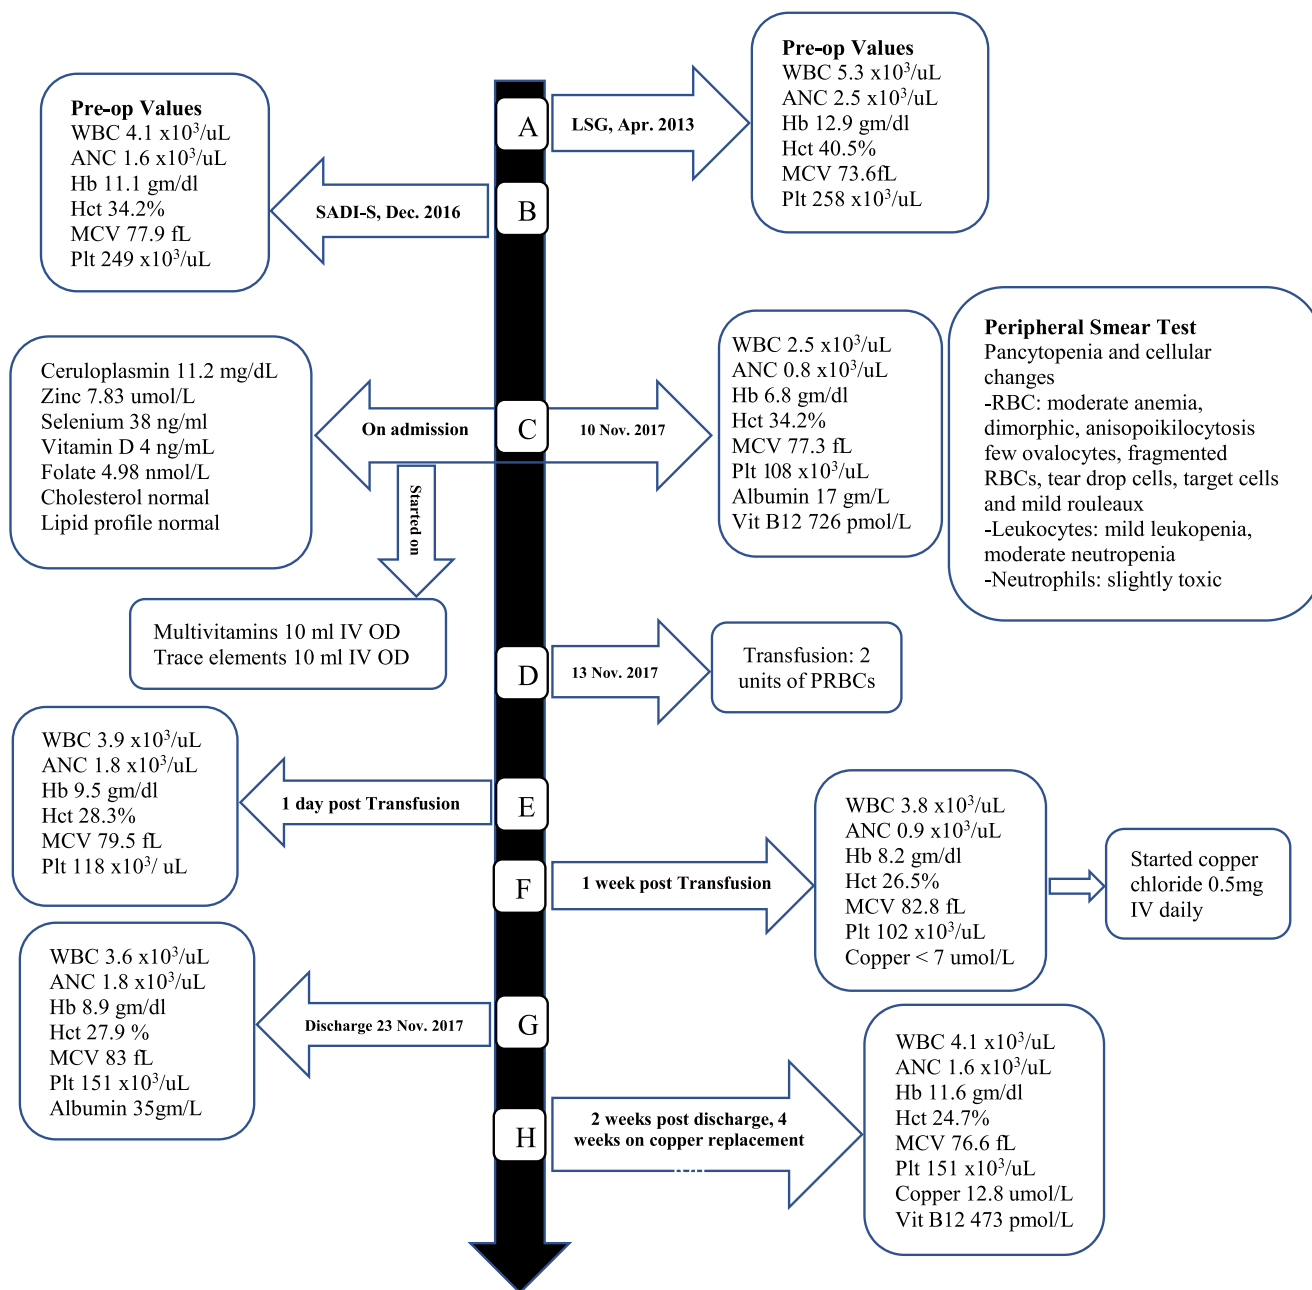 A
LSG, Apr. 2013
Pre-op Values
WBC 5.3 x10³/uL
ANC 2.5 x10³/uL
Hb 12.9 gm/dl
Hct 40.5%
MCV 73.6fL
Plt 258 x10³/uL
B
SADI-S, Dec. 2016
Pre-op Values
WBC 4.1 x10³/uL
ANC 1.6 x10³/uL
Hb 11.1 gm/dl
Hct 34.2%
MCV 77.9 fL
Plt 249 x10³/uL
C
On admission
Ceruloplasmin 11.2 mg/dL
Zinc 7.83 umol/L
Selenium 38 ng/ml
Vitamin D 4 ng/mL
Folate 4.98 nmol/L
Cholesterol normal
Lipid profile normal
Started on
Multivitamins 10 ml IV OD
Trace elements 10 ml IV OD
10 Nov. 2017
WBC 2.5 x10³/uL
ANC 0.8 x10³/uL
Hb 6.8 gm/dl
Hct 34.2%
MCV 77.3 fL
Plt 108 x10³/uL
Albumin 17 gm/L
Vit B12 726 pmol/L
Peripheral Smear Test
Pancytopenia and cellular
changes
-RBC: moderate anemia,
dimorphic, anisopoikilocytosis
few ovalocytes, fragmented
RBCs, tear drop cells, target cells
and mild rouleaux
-Leukocytes: mild leukopenia,
moderate neutropenia
-Neutrophils: slightly toxic
D
13 Nov. 2017
Transfusion: 2
units of PRBCs
E
1 day post Transfusion
WBC 3.9 x10³/uL
ANC 1.8 x10³/uL
Hb 9.5 gm/dl
Hct 28.3%
MCV 79.5 fL
Plt 118 x10³/ uL
F
1 week post Transfusion
WBC 3.8 x10³/uL
ANC 0.9 x10³/uL
Hb 8.2 gm/dl
Hct 26.5%
MCV 82.8 fL
Plt 102 x10³/uL
Copper < 7 umol/L
Started copper
chloride 0.5mg
IV daily
G
Discharge 23 Nov. 2017
WBC 3.6 x10³/uL
ANC 1.8 x10³/uL
Hb 8.9 gm/dl
Hct 27.9 %
MCV 83 fL
Plt 151 x10³/uL
Albumin 35gm/L
H
2 weeks post discharge, 4
weeks on copper replacement
WBC 4.1 x10³/uL
ANC 1.6 x10³/uL
Hb 11.6 gm/dl
Hct 24.7%
MCV 76.6 fL
Plt 151 x10³/uL
Copper 12.8 umol/L
Vit B12 473 pmol/L